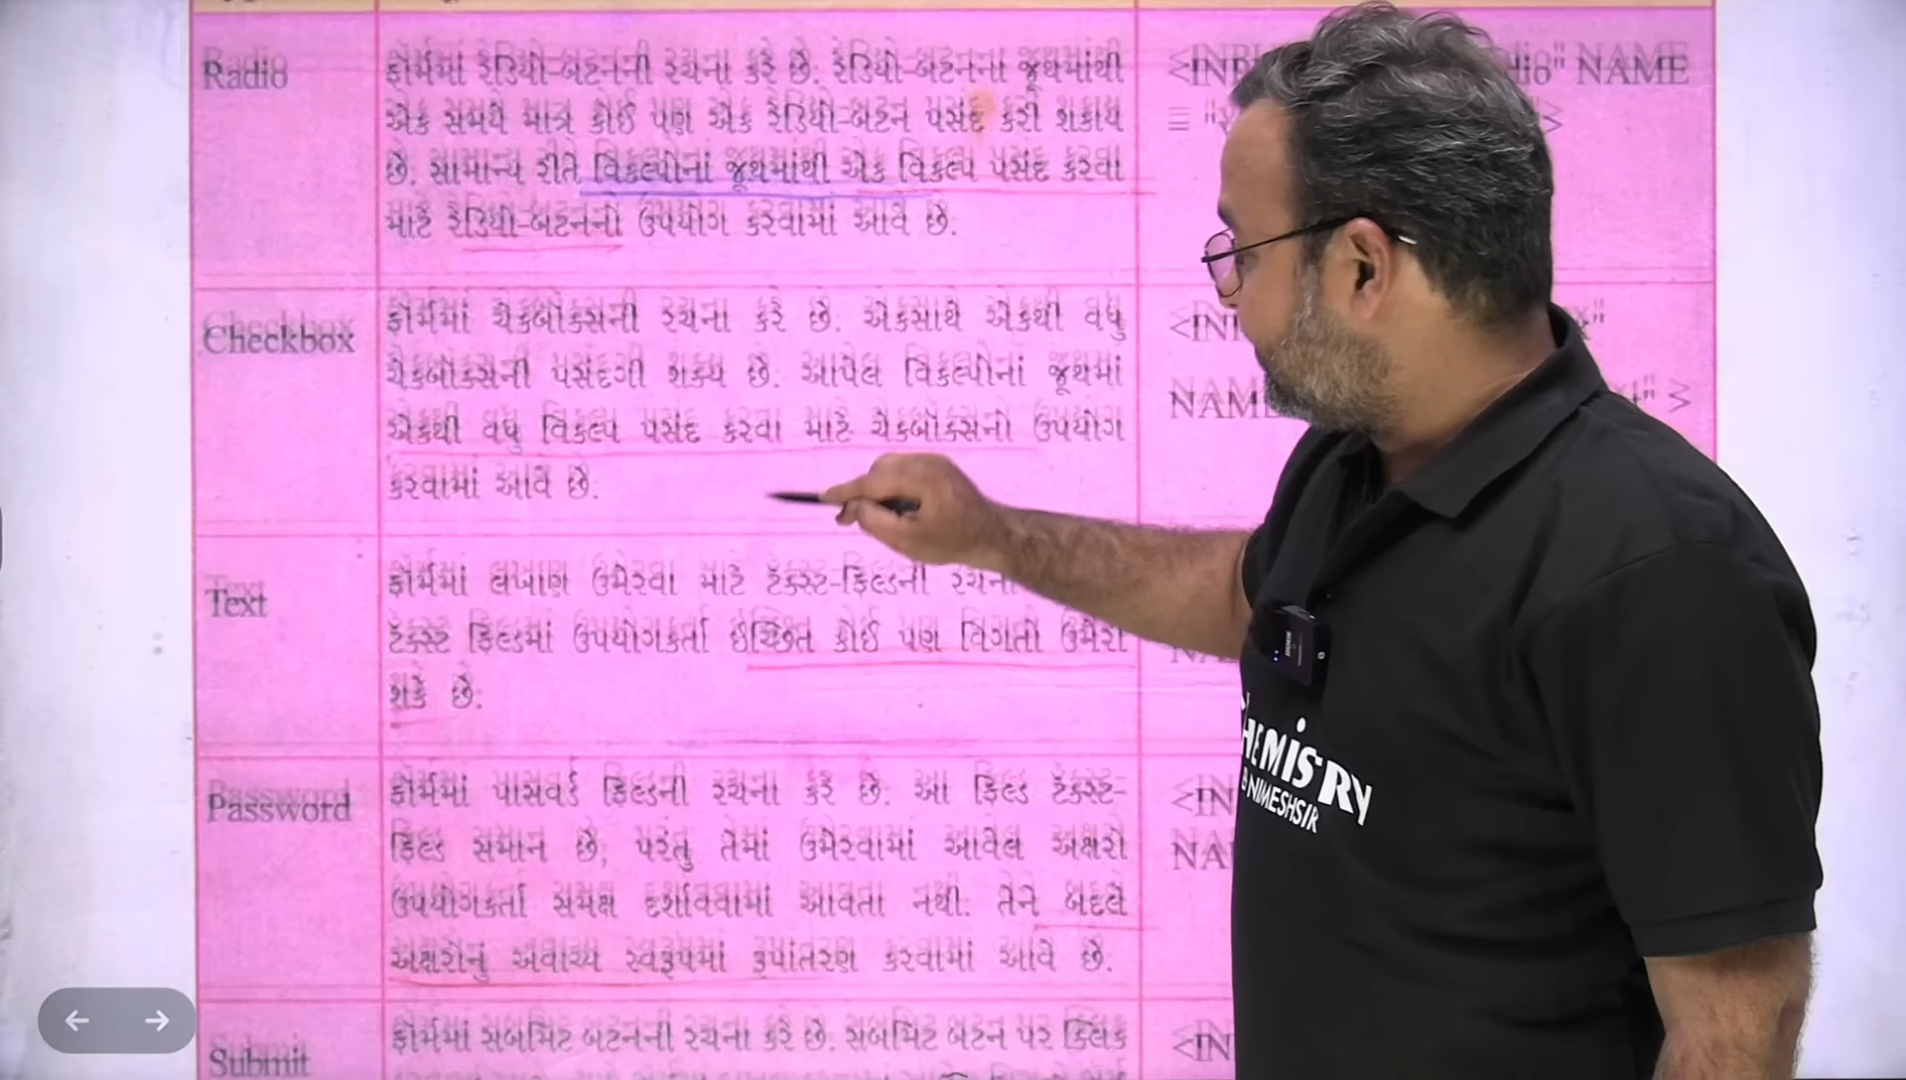 Radio
ફૉર્મમાં રેડિયો-બટનની રચના કરે છે. રેડિયો-બટનના જૂથમાંથી
એક સમયે માત્ર કોઈ પણ એક રેડિયો-બટન પસંદ કરી શકાય
છે. સામાન્ય રીતે વિકલ્પોનાં જૂથમાંથી એક વિકલ્પ પસંદ કરવા
માટે રેડિયો-બટનનો ઉપયોગ કરવામાં આવે છે.
NAME
=
Checkbox
ફૉર્મમાં ચેકબૉક્સની રચના કરે છે. એકસાથે એકથી વધુ
ચેકબૉક્સની પસંદગી શક્ય છે. આપેલ વિકલ્પોનાં જૂથમાં
એકથી વધુ વિકલ્પ પસંદ કરવા માટે ચેકબૉક્સનો ઉપયોગ
કરવામાં આવે છે.
Text
ફૉર્મમાં લખાણ ઉમેરવા માટે ટેક્સ્ટ-ફિલ્ડની
ટેક્સ્ટ ફિલ્ડમાં ઉપયોગકર્તા ઇચ્છિત કોઈ પણ વિગતો ઉમેરી
શકે છે.
Password
ફૉર્મમાં પાસવર્ડ ફિલ્ડની રચના કરે છે. આ ફિલ્ડ ટેક્સ્ટ-
ફિલ્ડ સમાન છે, પરંતુ તેમાં ઉમેરવામાં આવેલ અક્ષરો
ઉપયોગકર્તા સમક્ષ દર્શાવવામાં આવતા નથી. તેને બદલે
અક્ષરોનું અવાચ્ય સ્વરૂપમાં રૂપાંતરણ કરવામાં આવે છે.
Submit
ફૉર્મમાં સબમિટ બટનની રચના કરે છે. સબમિટ બટન પર ક્લિક
CHEMiSTRY
NIMESHSIR